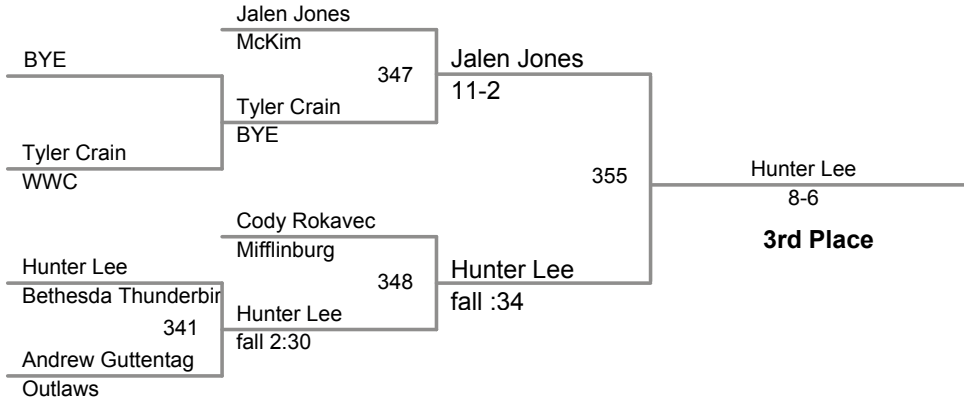 Jalen Jones
McKim
BYE
347
Jalen Jones
11-2
Tyler Crain
BYE
Tyler Crain
WWC
355
Hunter Lee
8-6
3rd Place
Cody Rokavec
Mifflinburg
Hunter Lee
Bethesda Thunderbir
348
Hunter Lee
fall :34
341
Hunter Lee
fall 2:30
Andrew Guttentag
Outlaws